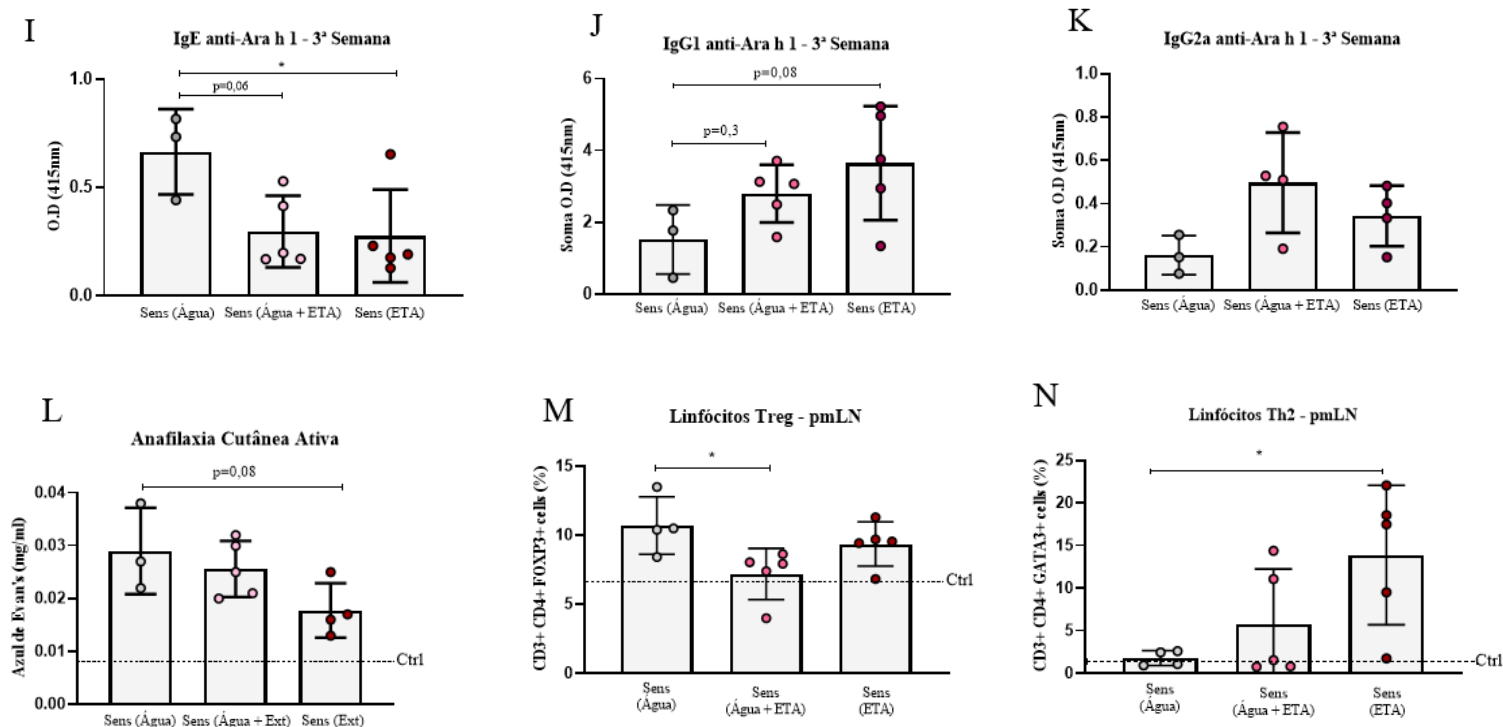 I
IgE anti-Ara h 1 - 3ª Semana
*
p=0,06
O.D (415nm)
1.0
0.5
0.0
Sens (Água)
Sens (Água + ETA)
Sens (ETA)
J
IgG1 anti-Ara h 1 - 3ª Semana
p=0,08
p=0,3
Soma O.D (415nm)
6
4
2
0
Sens (Água)
Sens (Água + ETA)
Sens (ETA)
K
IgG2a anti-Ara h 1 - 3ª Semana
Soma O.D (415nm)
1.0
0.8
0.6
0.4
0.2
0.0
Sens (Água)
Sens (Água + ETA)
Sens (ETA)
L
Anafilaxia Cutânea Ativa
p=0,08
Azul de Evan's (mg/ml)
0.04
0.03
0.02
0.01
0.00
Ctrl
Sens (Água)
Sens (Água + Ext)
Sens (Ext)
M
Linfócitos Treg - pmLN
*
CD3+ CD4+ FOXP3+ cells (%)
15
10
5
0
Ctrl
Sens
(Água)
Sens
(Água + ETA)
Sens
(ETA)
N
Linfócitos Th2 - pmLN
*
CD3+ CD4+ GATA3+ cells (%)
25
20
15
10
5
0
Ctrl
Sens
(Água)
Sens
(Água + ETA)
Sens
(ETA)